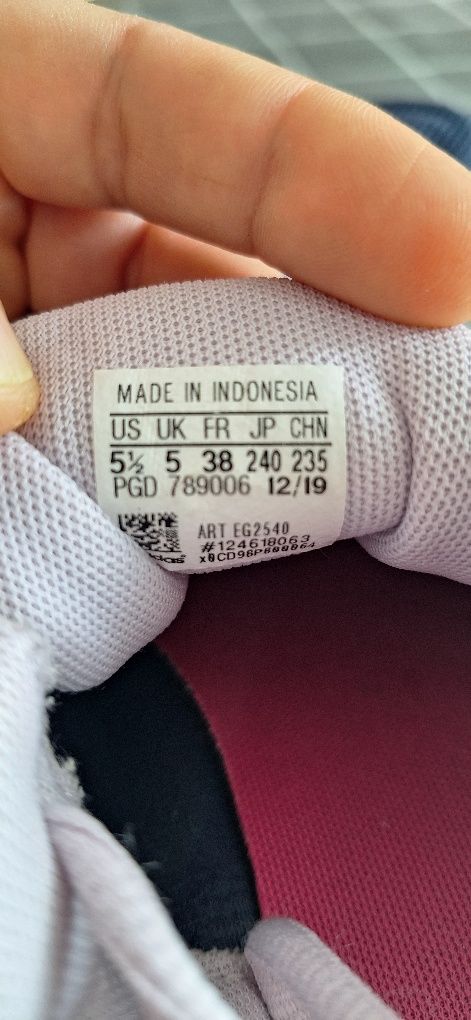 MADE IN INDONESIA
US UK FR JP CHN
5½ 5 38 240 235
PGD 789006 12/19
ART EG2540
#124618063